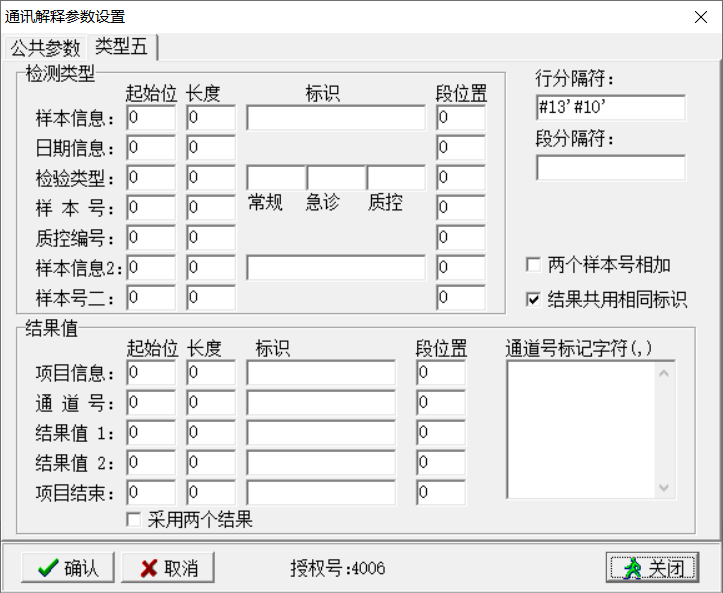 通讯解释参数设置
公共参数 类型五
检测类型
起始位 长度 标识 段位置
样本信息: 0 0 0
日期信息: 0 0 0
检验类型: 0 0 0
常规 急诊 质控
样 本 号: 0 0 0
质控编号: 0 0 0
样本信息2: 0 0 0
样本号二: 0 0 0
行分隔符:
#13'#10'
段分隔符:
两个样本号相加
结果共用相同标识
结果值
起始位 长度 标识 段位置
项目信息: 0 0 0
通 道 号: 0 0 0
结果值 1: 0 0 0
结果值 2: 0 0 0
项目结束: 0 0 0
采用两个结果
通道号标记字符(,)
确认 取消 授权号:4006 关闭